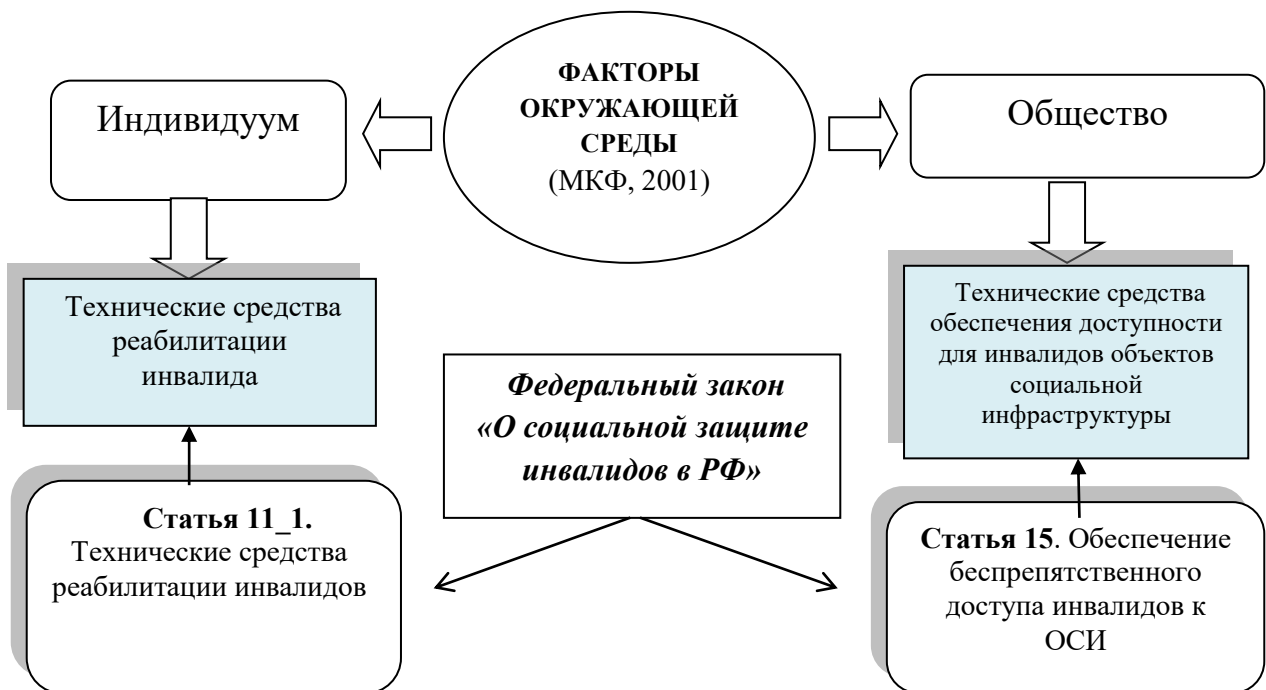 ФАКТОРЫ
ОКРУЖАЮЩЕЙ
СРЕДЫ
(МКФ, 2001)
Индивидуум
Общество
Технические средства
реабилитации
инвалида
Технические средства
обеспечения доступности
для инвалидов объектов
социальной
инфраструктуры
Федеральный закон
«О социальной защите
инвалидов в РФ»
Статья 11_1.
Технические средства
реабилитации инвалидов
Статья 15. Обеспечение
беспрепятственного
доступа инвалидов к
ОСИ